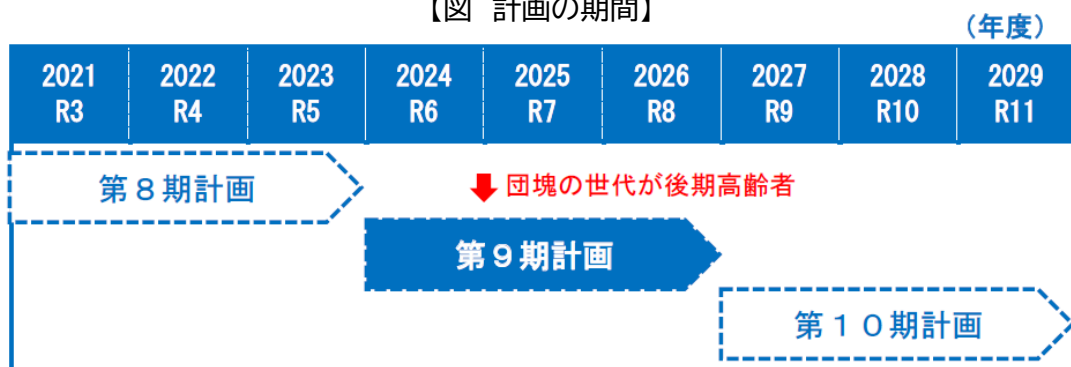 【図 計画の期間】
（年度）
2021 2022 2023 2024 2025 2026 2027 2028 2029
R3 R4 R5 R6 R7 R8 R9 R10 R11
第８期計画
団塊の世代が後期高齢者
第９期計画
第１０期計画